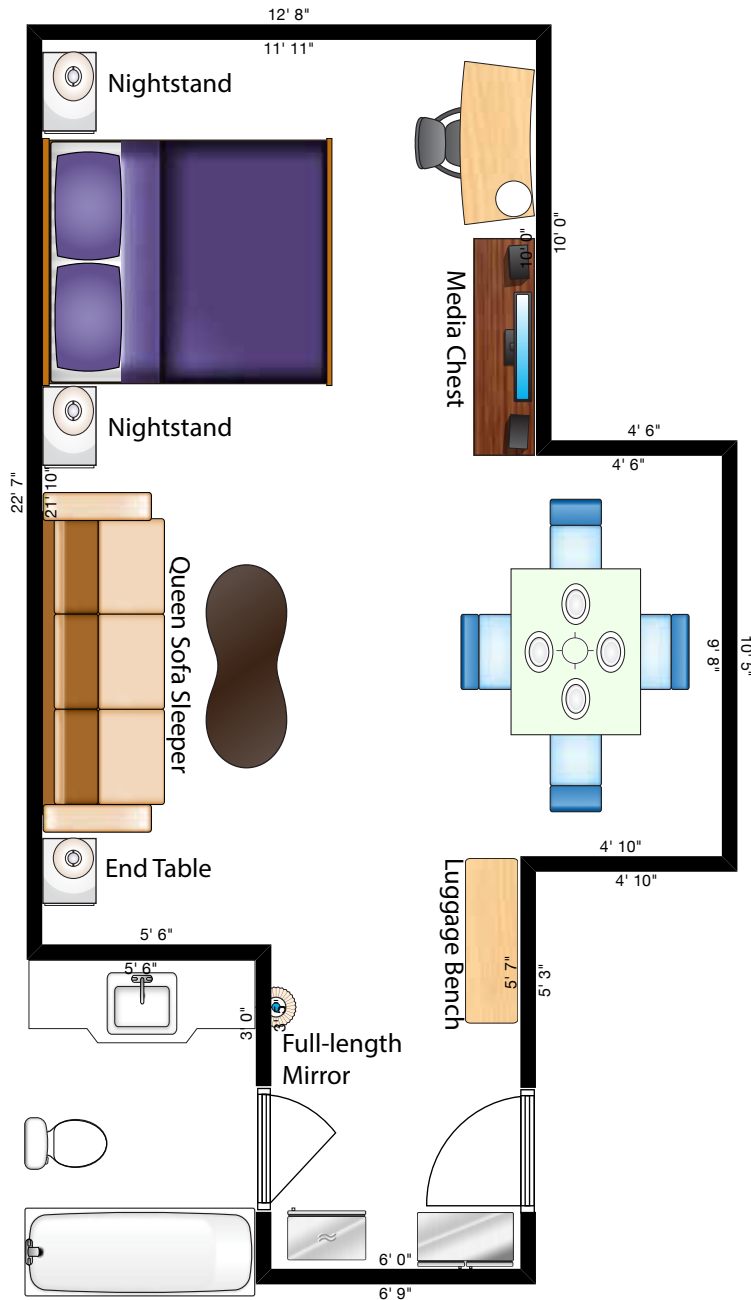 12' 8"
11' 11"
Nightstand
10' 0"
10' 0"
Media Chest
Nightstand
4' 6"
4' 6"
22' 7"
21' 10"
Queen Sofa Sleeper
9' 8"
10' 5"
End Table
4' 10"
4' 10"
Luggage Bench
5' 6"
5' 6"
5' 7"
5' 3"
3' 0"
Full-length
Mirror
6' 0"
6' 9"